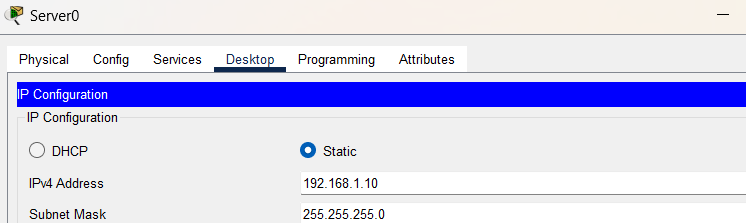 Server0
Physical Config Services Desktop Programming Attributes
IP Configuration
IP Configuration
DHCP Static
IPv4 Address 192.168.1.10
Subnet Mask 255.255.255.0